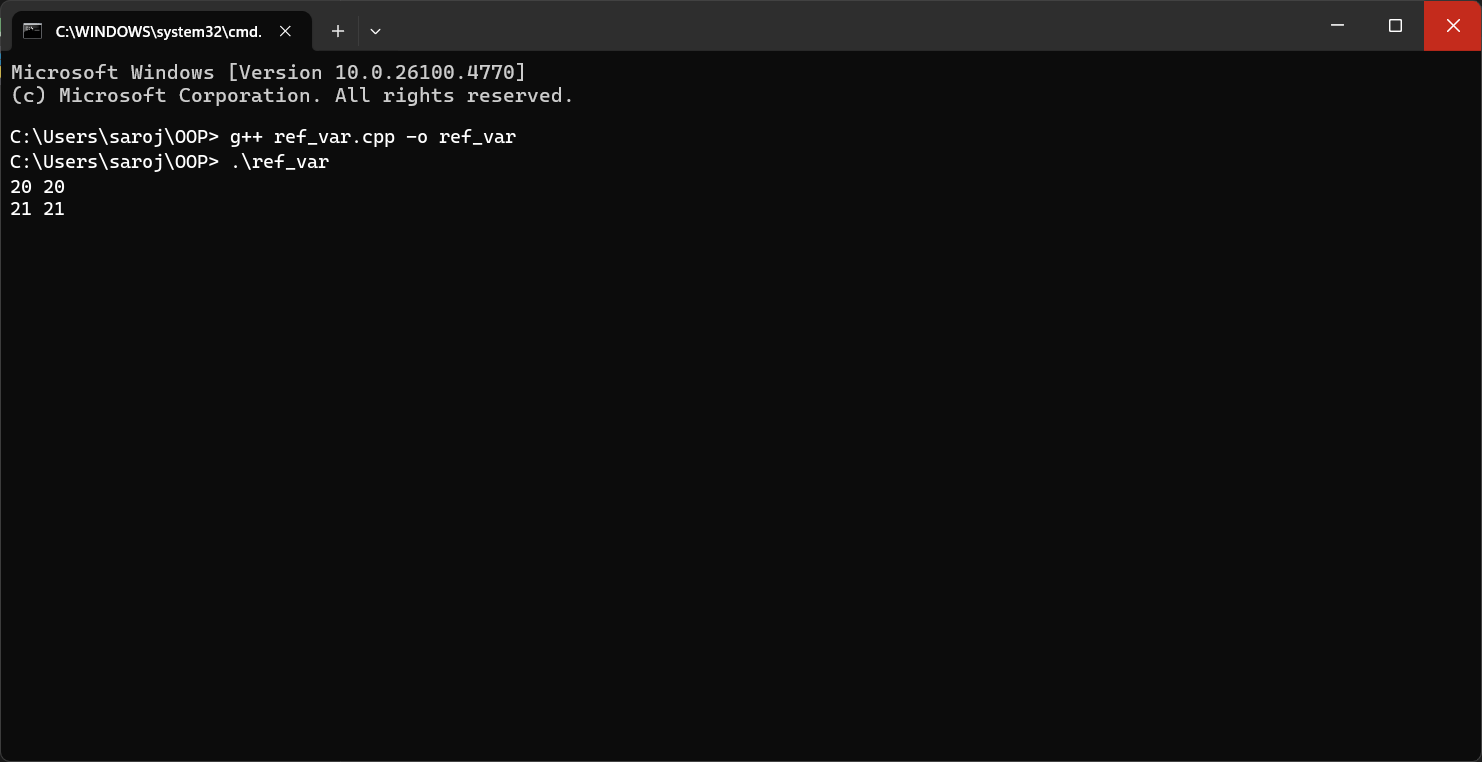 C:\WINDOWS\system32\cmd.
Microsoft Windows [Version 10.0.26100.4770]
(c) Microsoft Corporation. All rights reserved.
C:\Users\saroj\OOP> g++ ref_var.cpp -o ref_var
C:\Users\saroj\OOP> .\ref_var
20 20
21 21